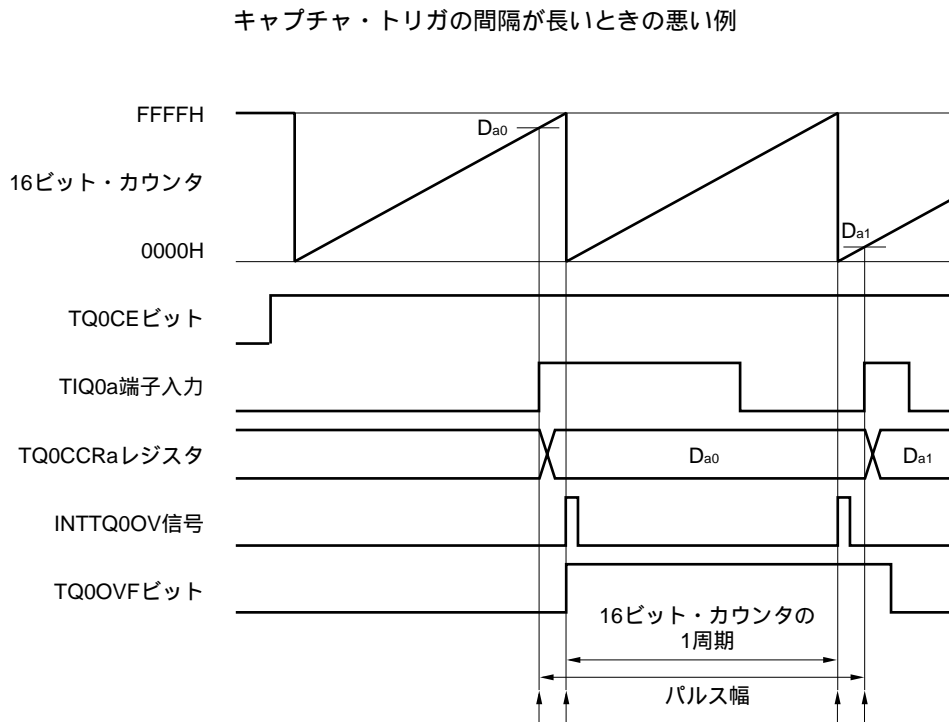 キャプチャ・トリガの間隔が長いときの悪い例
FFFFH
Da0
16ビット・カウンタ
Da1
0000H
TQ0CEビット
TIQ0a端子入力
TQ0CCRaレジスタ
Da0
Da1
INTTQ0OV信号
TQ0OVFビット
16ビット・カウンタの
1周期
パルス幅